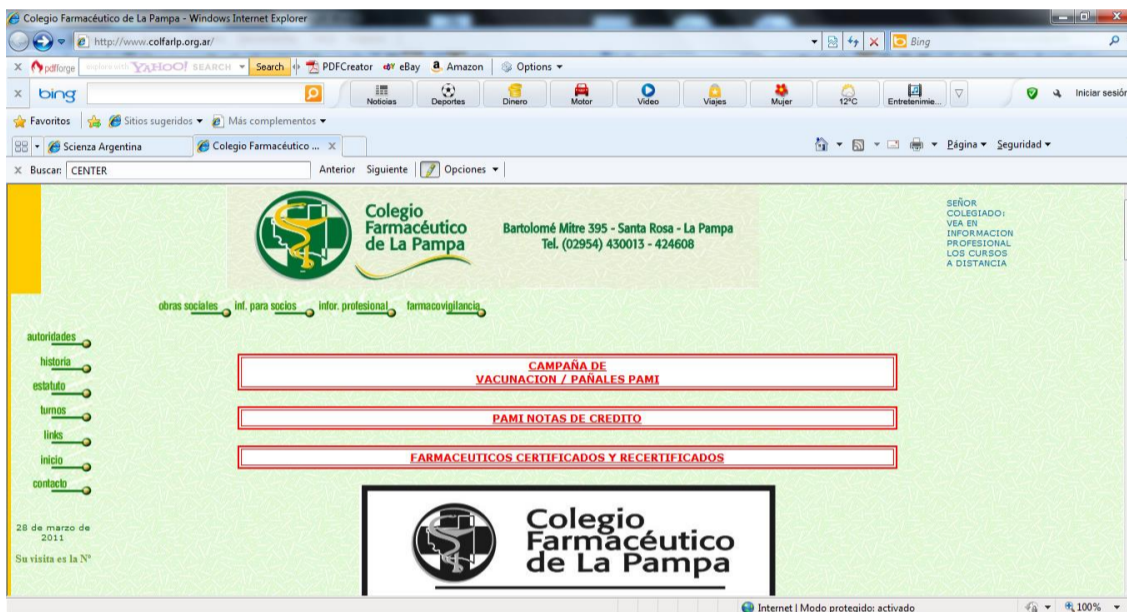 Colegio Farmacéutico de La Pampa - Windows Internet Explorer
http://www.colfarlp.org.ar/
Bing
X pdfforge YAHOO! SEARCH Search PDFCreator eBay Amazon Options
x bing
Noticias Deportes Dinero Motor Video Viajes Mujer 12°C Entretenimie... Iniciar sesión
Favoritos Sitios sugeridos Más complementos
Scienza Argentina Colegio Farmacéutico ... X Página Seguridad
X Buscar: CENTER Anterior Siguiente Opciones
Colegio
Farmacéutico
de La Pampa
Bartolomé Mitre 395 - Santa Rosa - La Pampa
Tel. (02954) 430013 - 424608
SEÑOR
COLEGIADO:
VEA EN
INFORMACION
PROFESIONAL
LOS CURSOS
A DISTANCIA
obras sociales inf. para socios infor. profesional farmacovigilancia
autoridades
historia
estatuto
turnos
links
inicio
contacto
28 de marzo de
2011
Su visita es la Nº
CAMPAÑA DE
VACUNACION / PAÑALES PAMI
PAMI NOTAS DE CREDITO
FARMACEUTICOS CERTIFICADOS Y RECERTIFICADOS
Colegio
Farmacéutico
de La Pampa
Internet | Modo protegido: activado 100%